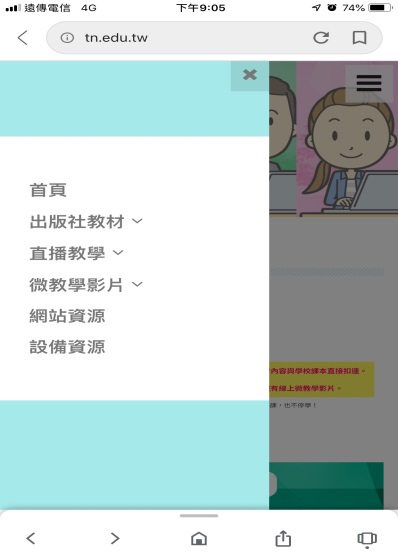 遠傳電信 4G 下午9:05 74%
tn.edu.tw
首頁
出版社教材
直播教學
微教學影片
網站資源
設備資源
內容與學校課本直接扣連。
有線上微教學影片。
課,也不停學!